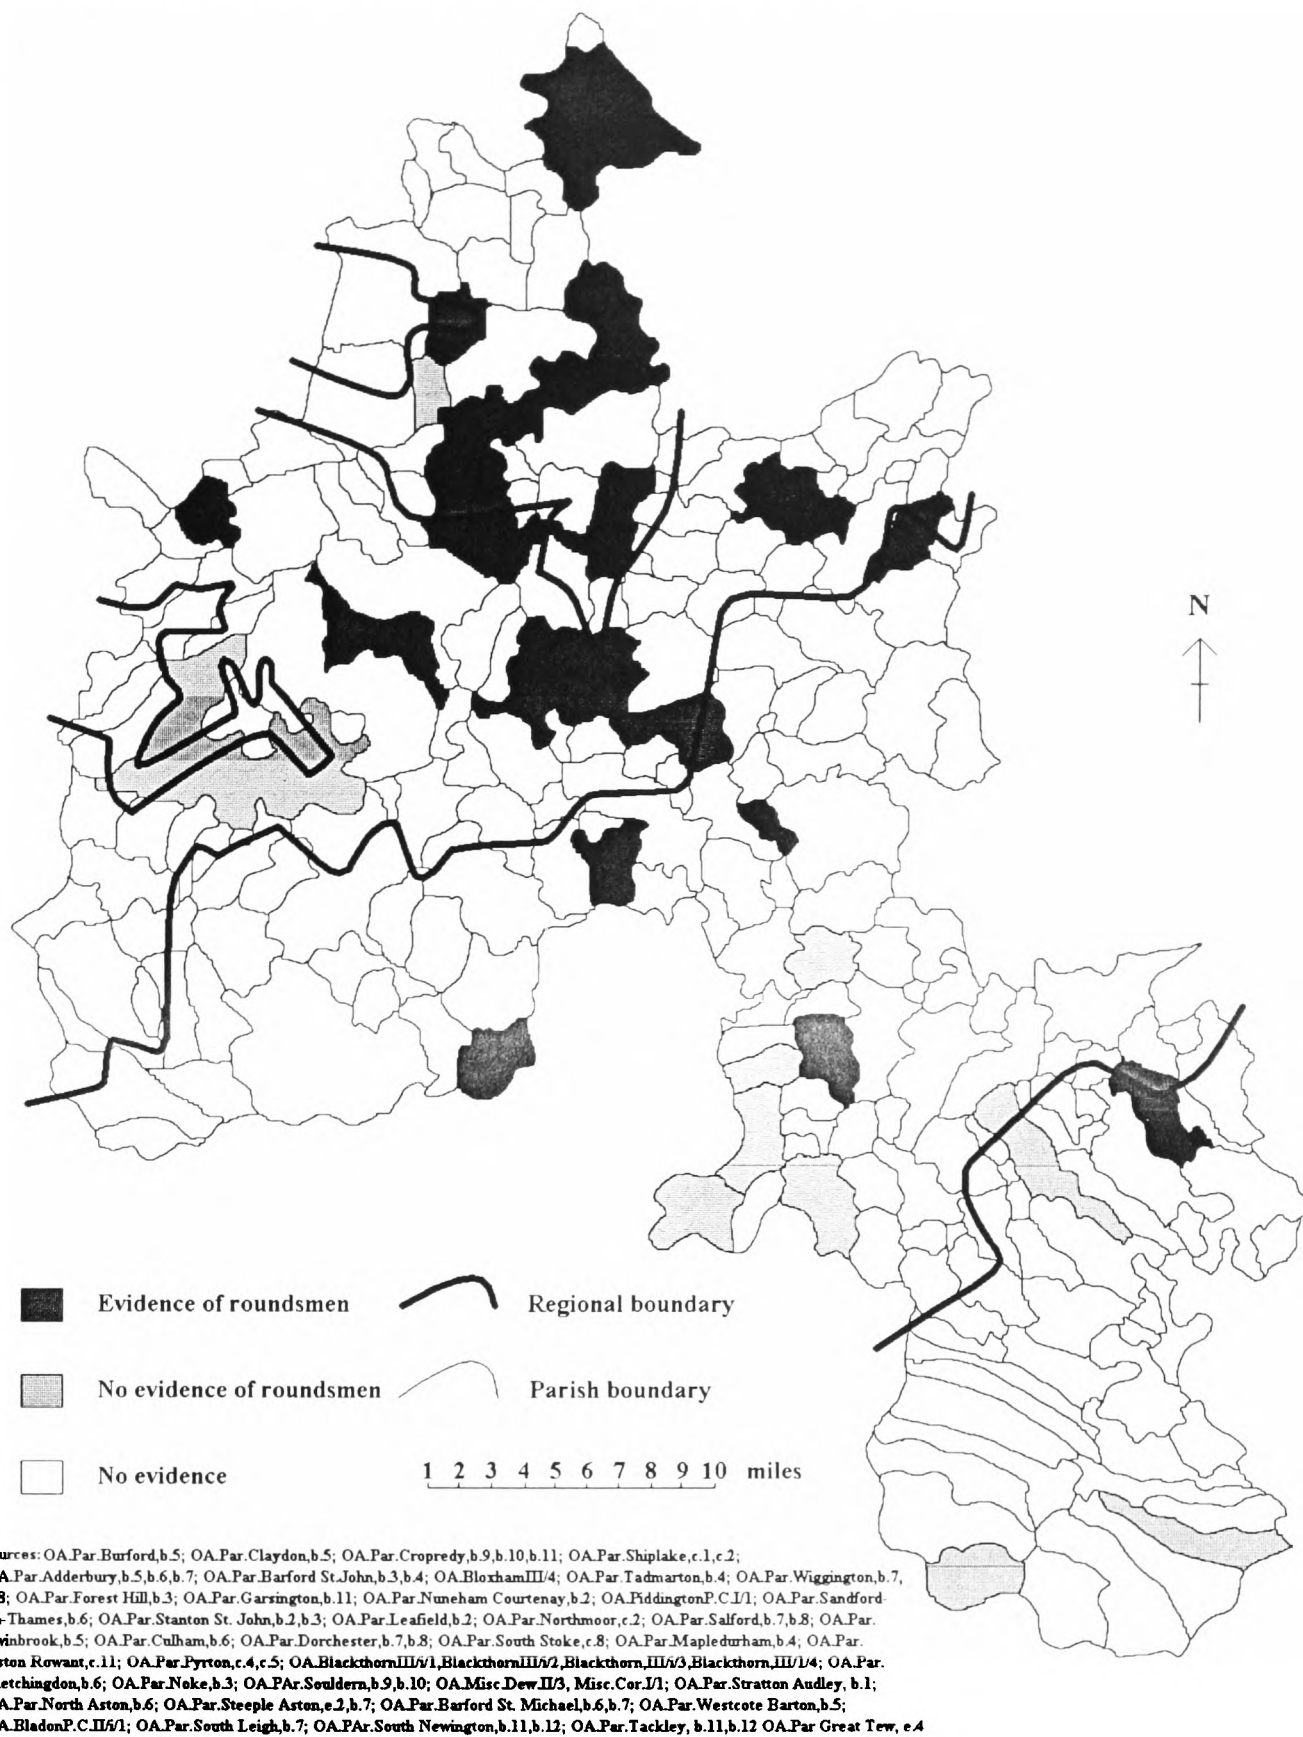 N
Evidence of roundsmen
Regional boundary
No evidence of roundsmen
Parish boundary
No evidence
1 2 3 4 5 6 7 8 9 10 miles
urces: OA.Par.Burford,b.5; OA.Par.Claydon,b.5; OA.Par.Cropredy,b.9,b.10,b.11; OA.Par.Shiplake,c.1,c.2;
A.Par.Adderbury,b.5,b.6,b.7; OA.Par.Barford St.John,b.3,b.4; OA.BloxhamIII/4; OA.Par.Tadmarton,b.4; OA.Par.Wiggington,b.7,
8; OA.Par.Forest Hill,b.3; OA.Par.Garsington,b.11; OA.Par.Nuneham Courtenay,b.2; OA.PiddingtonP.C.I/1; OA.Par.Sandford-
-Thames,b.6; OA.Par.Stanton St. John,b.2,b.3; OA.Par.Leafield,b.2; OA.Par.Northmoor,c.2; OA.Par.Salford,b.7,b.8; OA.Par.
winbrook,b.5; OA.Par.Culham,b.6; OA.Par.Dorchester,b.7,b.8; OA.Par.South Stoke,c.8; OA.Par.Mapledurham,b.4; OA.Par.
ston Rowant,c.11; OA.Par.Pyrton,c.4,c.5; OA.BlackthornIII/i/1,BlackthornIII/i/2,Blackthorn,III/i/3,Blackthorn,III/1/4; OA.Par.
etchingdon,b.6; OA.Par.Noke,b.3; OA.PAr.Souldern,b.9,b.10; OA.Misc.Dew.II/3, Misc.Cor.I/1; OA.Par.Stratton Audley, b.1;
A.Par.North Aston,b.6; OA.Par.Steeple Aston,e.2,b.7; OA.Par.Barford St. Michael,b.6,b.7; OA.Par.Westcote Barton,b.5;
A.BladonP.C.II/i/1; OA.Par.South Leigh,b.7; OA.PAr.South Newington,b.11,b.12; OA.Par.Tackley, b.11,b.12 OA.Par Great Tew, e.4